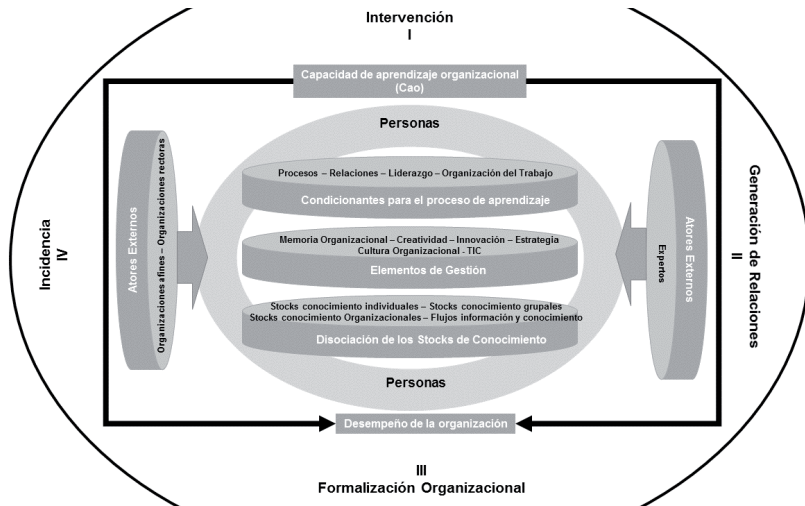 Intervención
I
Capacidad de aprendizaje organizacional
(Cao)
Personas
Procesos – Relaciones – Liderazgo – Organización del Trabajo
Condicionantes para el proceso de aprendizaje
Memoria Organizacional – Creatividad – Innovación – Estrategia
Cultura Organizacional - TIC
Elementos de Gestión
Stocks conocimiento individuales – Stocks conocimiento grupales
Stocks conocimiento Organizacionales – Flujos información y conocimiento
Disociación de los Stocks de Conocimiento
Personas
Desempeño de la organización
III
Formalización Organizacional
Incidencia
IV
Atores Externos
Organizaciones afines – Organizaciones rectoras
Expertos
Atores Externos
II
Generación de Relaciones